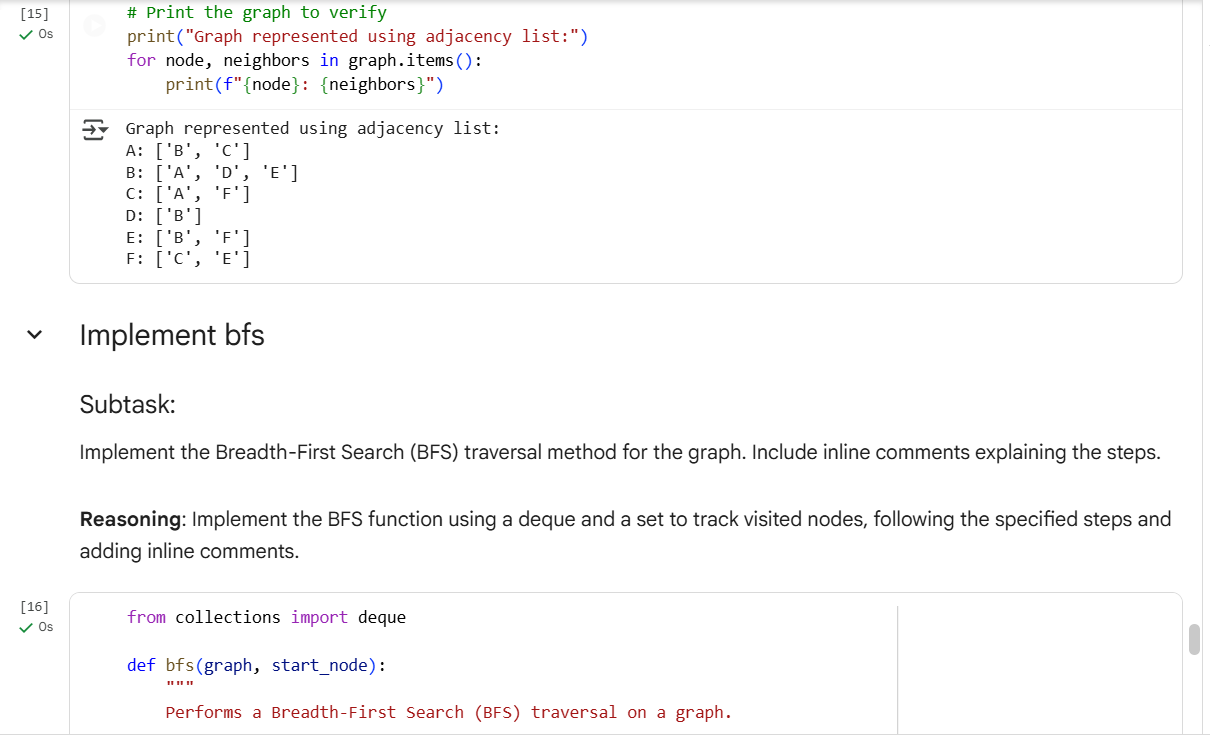 [15]
0s
# Print the graph to verify
print("Graph represented using adjacency list:")
for node, neighbors in graph.items():
    print(f"{node}: {neighbors}")
Graph represented using adjacency list:
A: ['B', 'C']
B: ['A', 'D', 'E']
C: ['A', 'F']
D: ['B']
E: ['B', 'F']
F: ['C', 'E']
Implement bfs
Subtask:
Implement the Breadth-First Search (BFS) traversal method for the graph. Include inline comments explaining the steps.
Reasoning: Implement the BFS function using a deque and a set to track visited nodes, following the specified steps and
adding inline comments.
[16]
0s
from collections import deque
def bfs(graph, start_node):
    """
    Performs a Breadth-First Search (BFS) traversal on a graph.